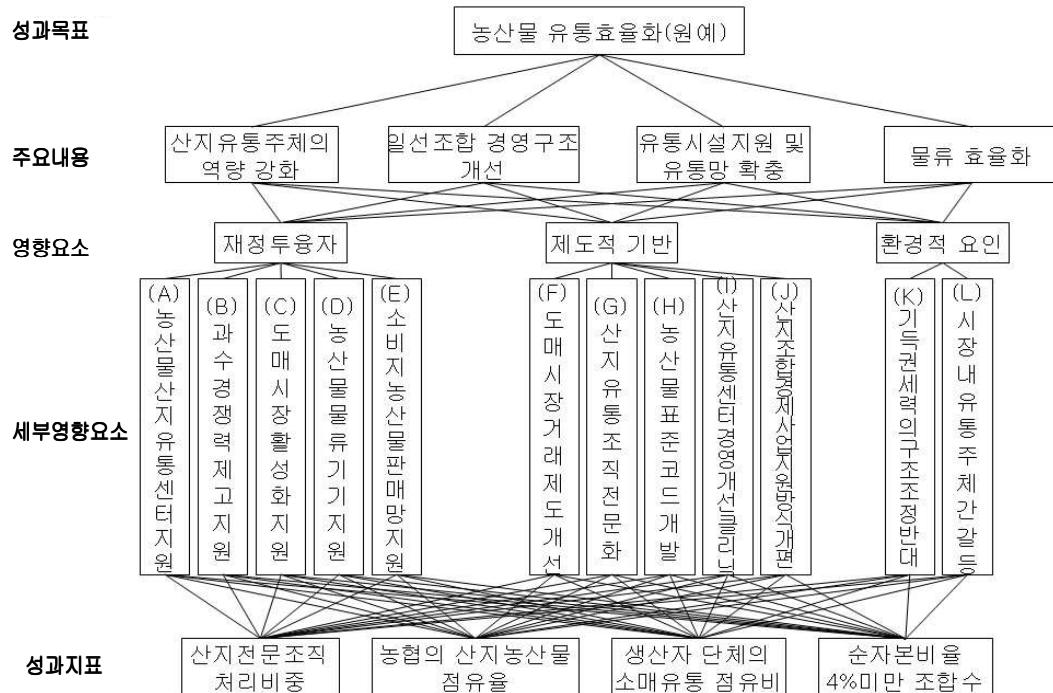 성과목표
농산물 유통효율화(원예)
주요내용
산지유통주체의
역량 강화
일선조합 경영구조
개선
유통시설지원 및
유통망 확충
물류 효율화
영향요소
재정투융자
제도적 기반
환경적 요인
세부영향요소
(A)농산물산지유통센터지원
(B)과수경쟁력제고지원
(C)도매시장활성화지원
(D)농산물물류기기지원
(E)소비지농산물판매망지원
(F)도매시장거래제도개선
(G)산지유통조직전문화
(H)농산물표준코드개발
(I)산지유통센터경영개선클리닉
(J)산지조합경제사업지원방식개편
(K)기득권세력의구조조정반대
(L)시장내유통주체간갈등
성과지표
산지전문조직
처리비중
농협의 산지농산물
점유율
생산자 단체의
소매유통 점유비
순자본비율
4%미만 조합수